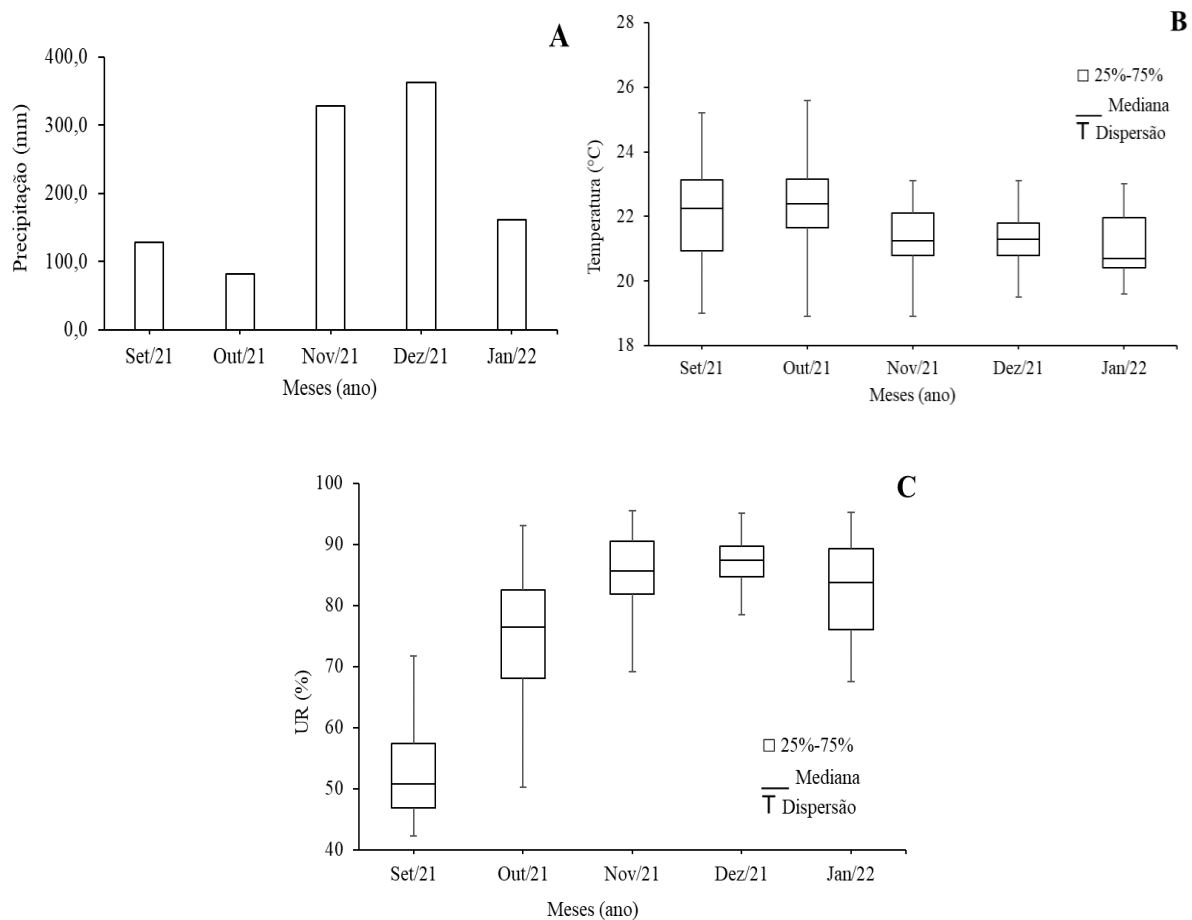 A
Precipitação (mm)
400,0
300,0
200,0
100,0
0,0
Set/21 Out/21 Nov/21 Dez/21 Jan/22
Meses (ano)
B
Temperatura (°C)
28
26
24
22
20
18
25%-75%
Mediana
Dispersão
Set/21 Out/21 Nov/21 Dez/21 Jan/22
Meses (ano)
C
UR (%)
100
90
80
70
60
50
40
25%-75%
Mediana
Dispersão
Set/21 Out/21 Nov/21 Dez/21 Jan/22
Meses (ano)